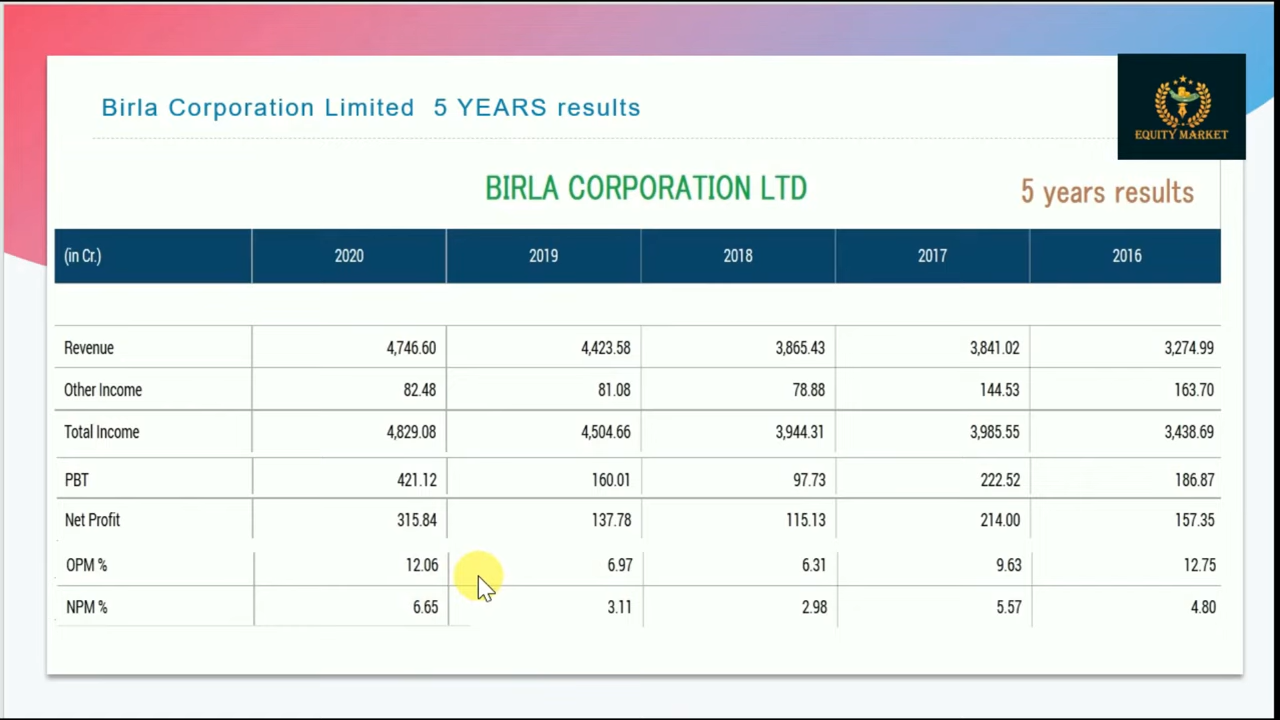 Birla Corporation Limited 5 YEARS results
EQUITY MARKET
BIRLA CORPORATION LTD
5 years results
(in Cr.) 2020 2019 2018 2017 2016
Revenue 4,746.60 4,423.58 3,865.43 3,841.02 3,274.99
Other Income 82.48 81.08 78.88 144.53 163.70
Total Income 4,829.08 4,504.66 3,944.31 3,985.55 3,438.69
PBT 421.12 160.01 97.73 222.52 186.87
Net Profit 315.84 137.78 115.13 214.00 157.35
OPM % 12.06 6.97 6.31 9.63 12.75
NPM % 6.65 3.11 2.98 5.57 4.80